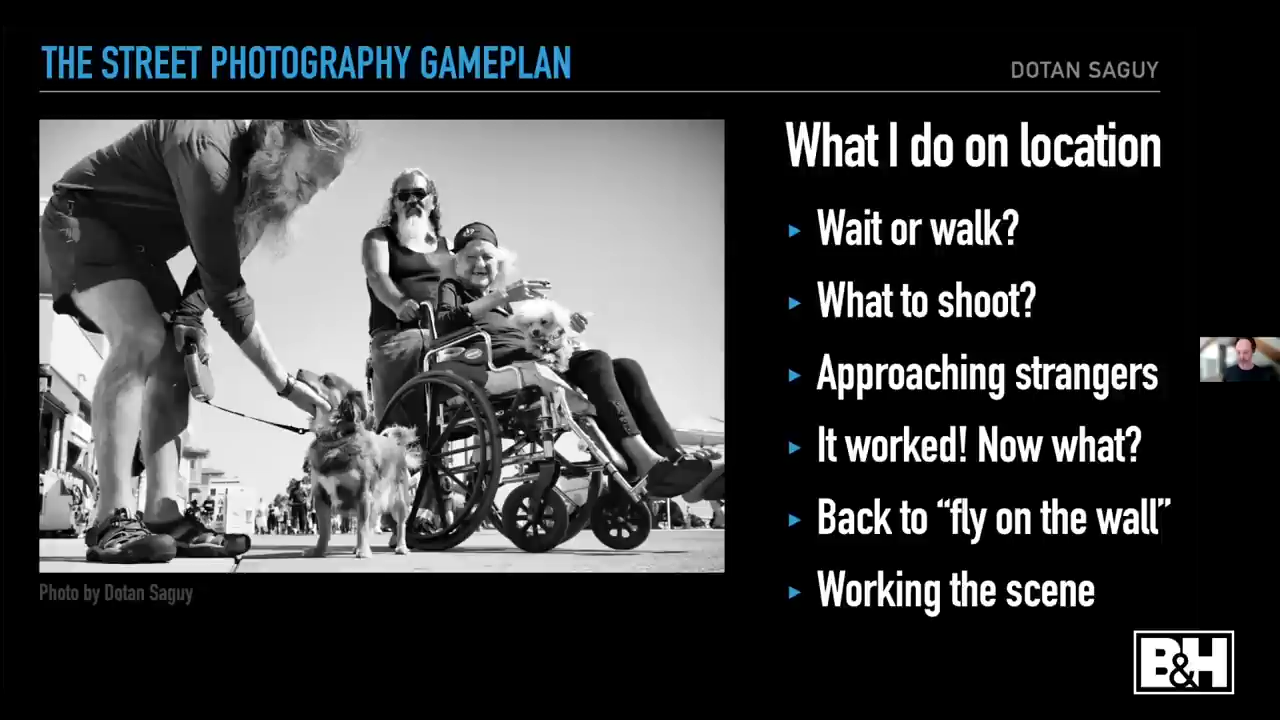 THE STREET PHOTOGRAPHY GAMEPLAN
DOTAN SAGUY
What I do on location
Wait or walk?
What to shoot?
Approaching strangers
It worked! Now what?
Back to “fly on the wall”
Working the scene
Photo by Dotan Saguy
B&H